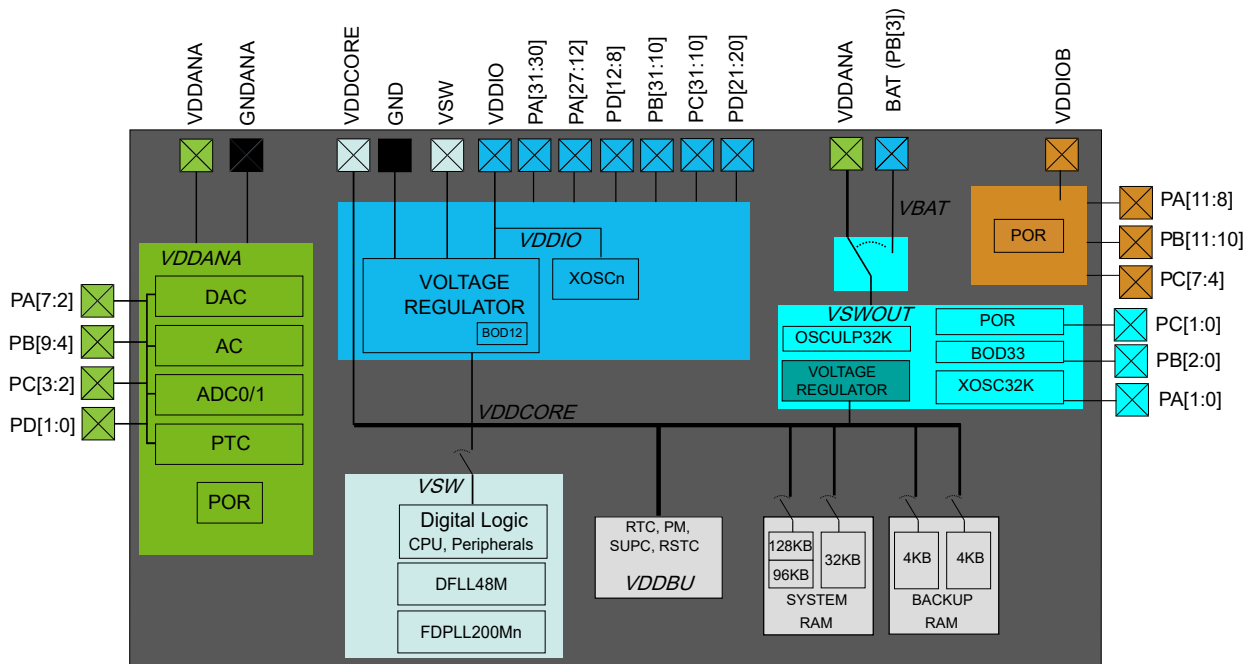 VDDANA
GNDANA
VDDCORE
GND
VSW
VDDIO
PA[31:30]
PA[27:12]
PD[12:8]
PB[31:10]
PC[31:10]
PD[21:20]
VDDANA
BAT (PB[3])
VDDIOB
VDDANA
DAC
AC
ADC0/1
PTC
POR
PA[7:2]
PB[9:4]
PC[3:2]
PD[1:0]
VDDIO
VOLTAGE
REGULATOR
BOD12
XOSCn
VBAT
POR
PA[11:8]
PB[11:10]
PC[7:4]
VSWOUT
OSCULP32K
VOLTAGE
REGULATOR
POR
BOD33
XOSC32K
PC[1:0]
PB[2:0]
PA[1:0]
VDDCORE
VSW
Digital Logic
CPU, Peripherals
DFLL48M
FDPLL200Mn
RTC, PM,
SUPC, RSTC
VDDBU
128KB
96KB
32KB
SYSTEM
RAM
4KB
4KB
BACKUP
RAM